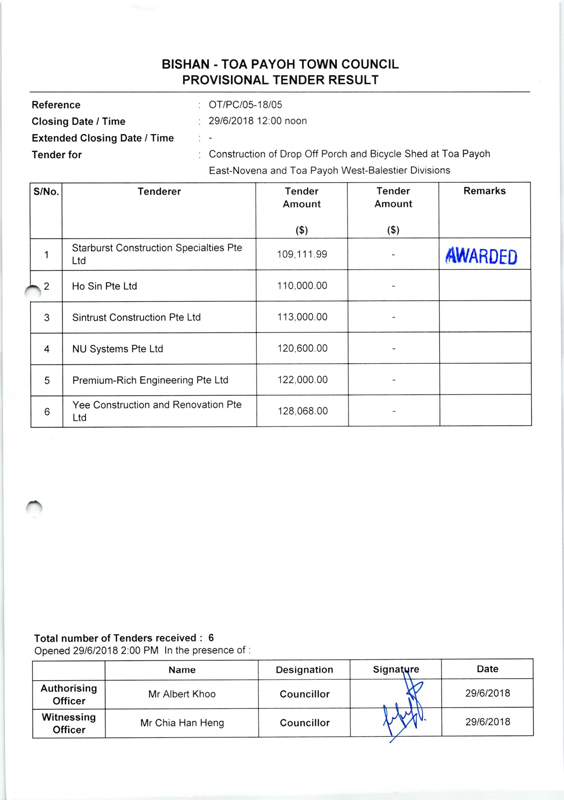 BISHAN - TOA PAYOH TOWN COUNCIL
PROVISIONAL TENDER RESULT
Reference : OT/PC/05-18/05
Closing Date / Time : 29/6/2018 12:00 noon
Extended Closing Date / Time : -
Tender for : Construction of Drop Off Porch and Bicycle Shed at Toa Payoh
East-Novena and Toa Payoh West-Balestier Divisions
S/No. Tenderer Tender Tender Remarks
Amount Amount
($) ($)
1 Starburst Construction Specialties Pte 109,111.99 - AWARDED
Ltd
2 Ho Sin Pte Ltd 110,000.00 -
3 Sintrust Construction Pte Ltd 113,000.00 -
4 NU Systems Pte Ltd 120,600.00 -
5 Premium-Rich Engineering Pte Ltd 122,000.00 -
6 Yee Construction and Renovation Pte 128,068.00 -
Ltd
Total number of Tenders received : 6
Opened 29/6/2018 2:00 PM In the presence of :
Name Designation Signature Date
Authorising Mr Albert Khoo Councillor 29/6/2018
Officer
Witnessing Mr Chia Han Heng Councillor 29/6/2018
Officer